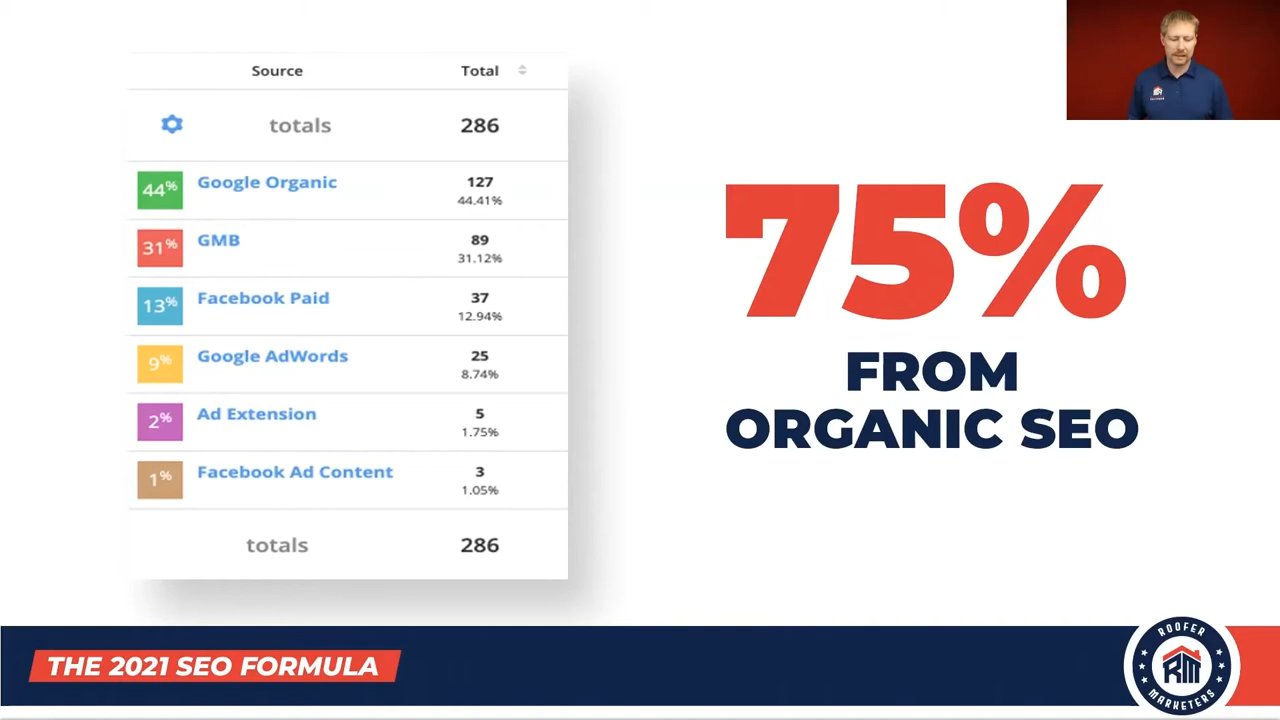 Source Total
totals 286
44% Google Organic 127
44.41%
31% GMB 89
31.12%
13% Facebook Paid 37
12.94%
9% Google AdWords 25
8.74%
2% Ad Extension 5
1.75%
1% Facebook Ad Content 3
1.05%
totals 286
75%
FROM
ORGANIC SEO
THE 2021 SEO FORMULA
ROOFER
RM
MARKETERS